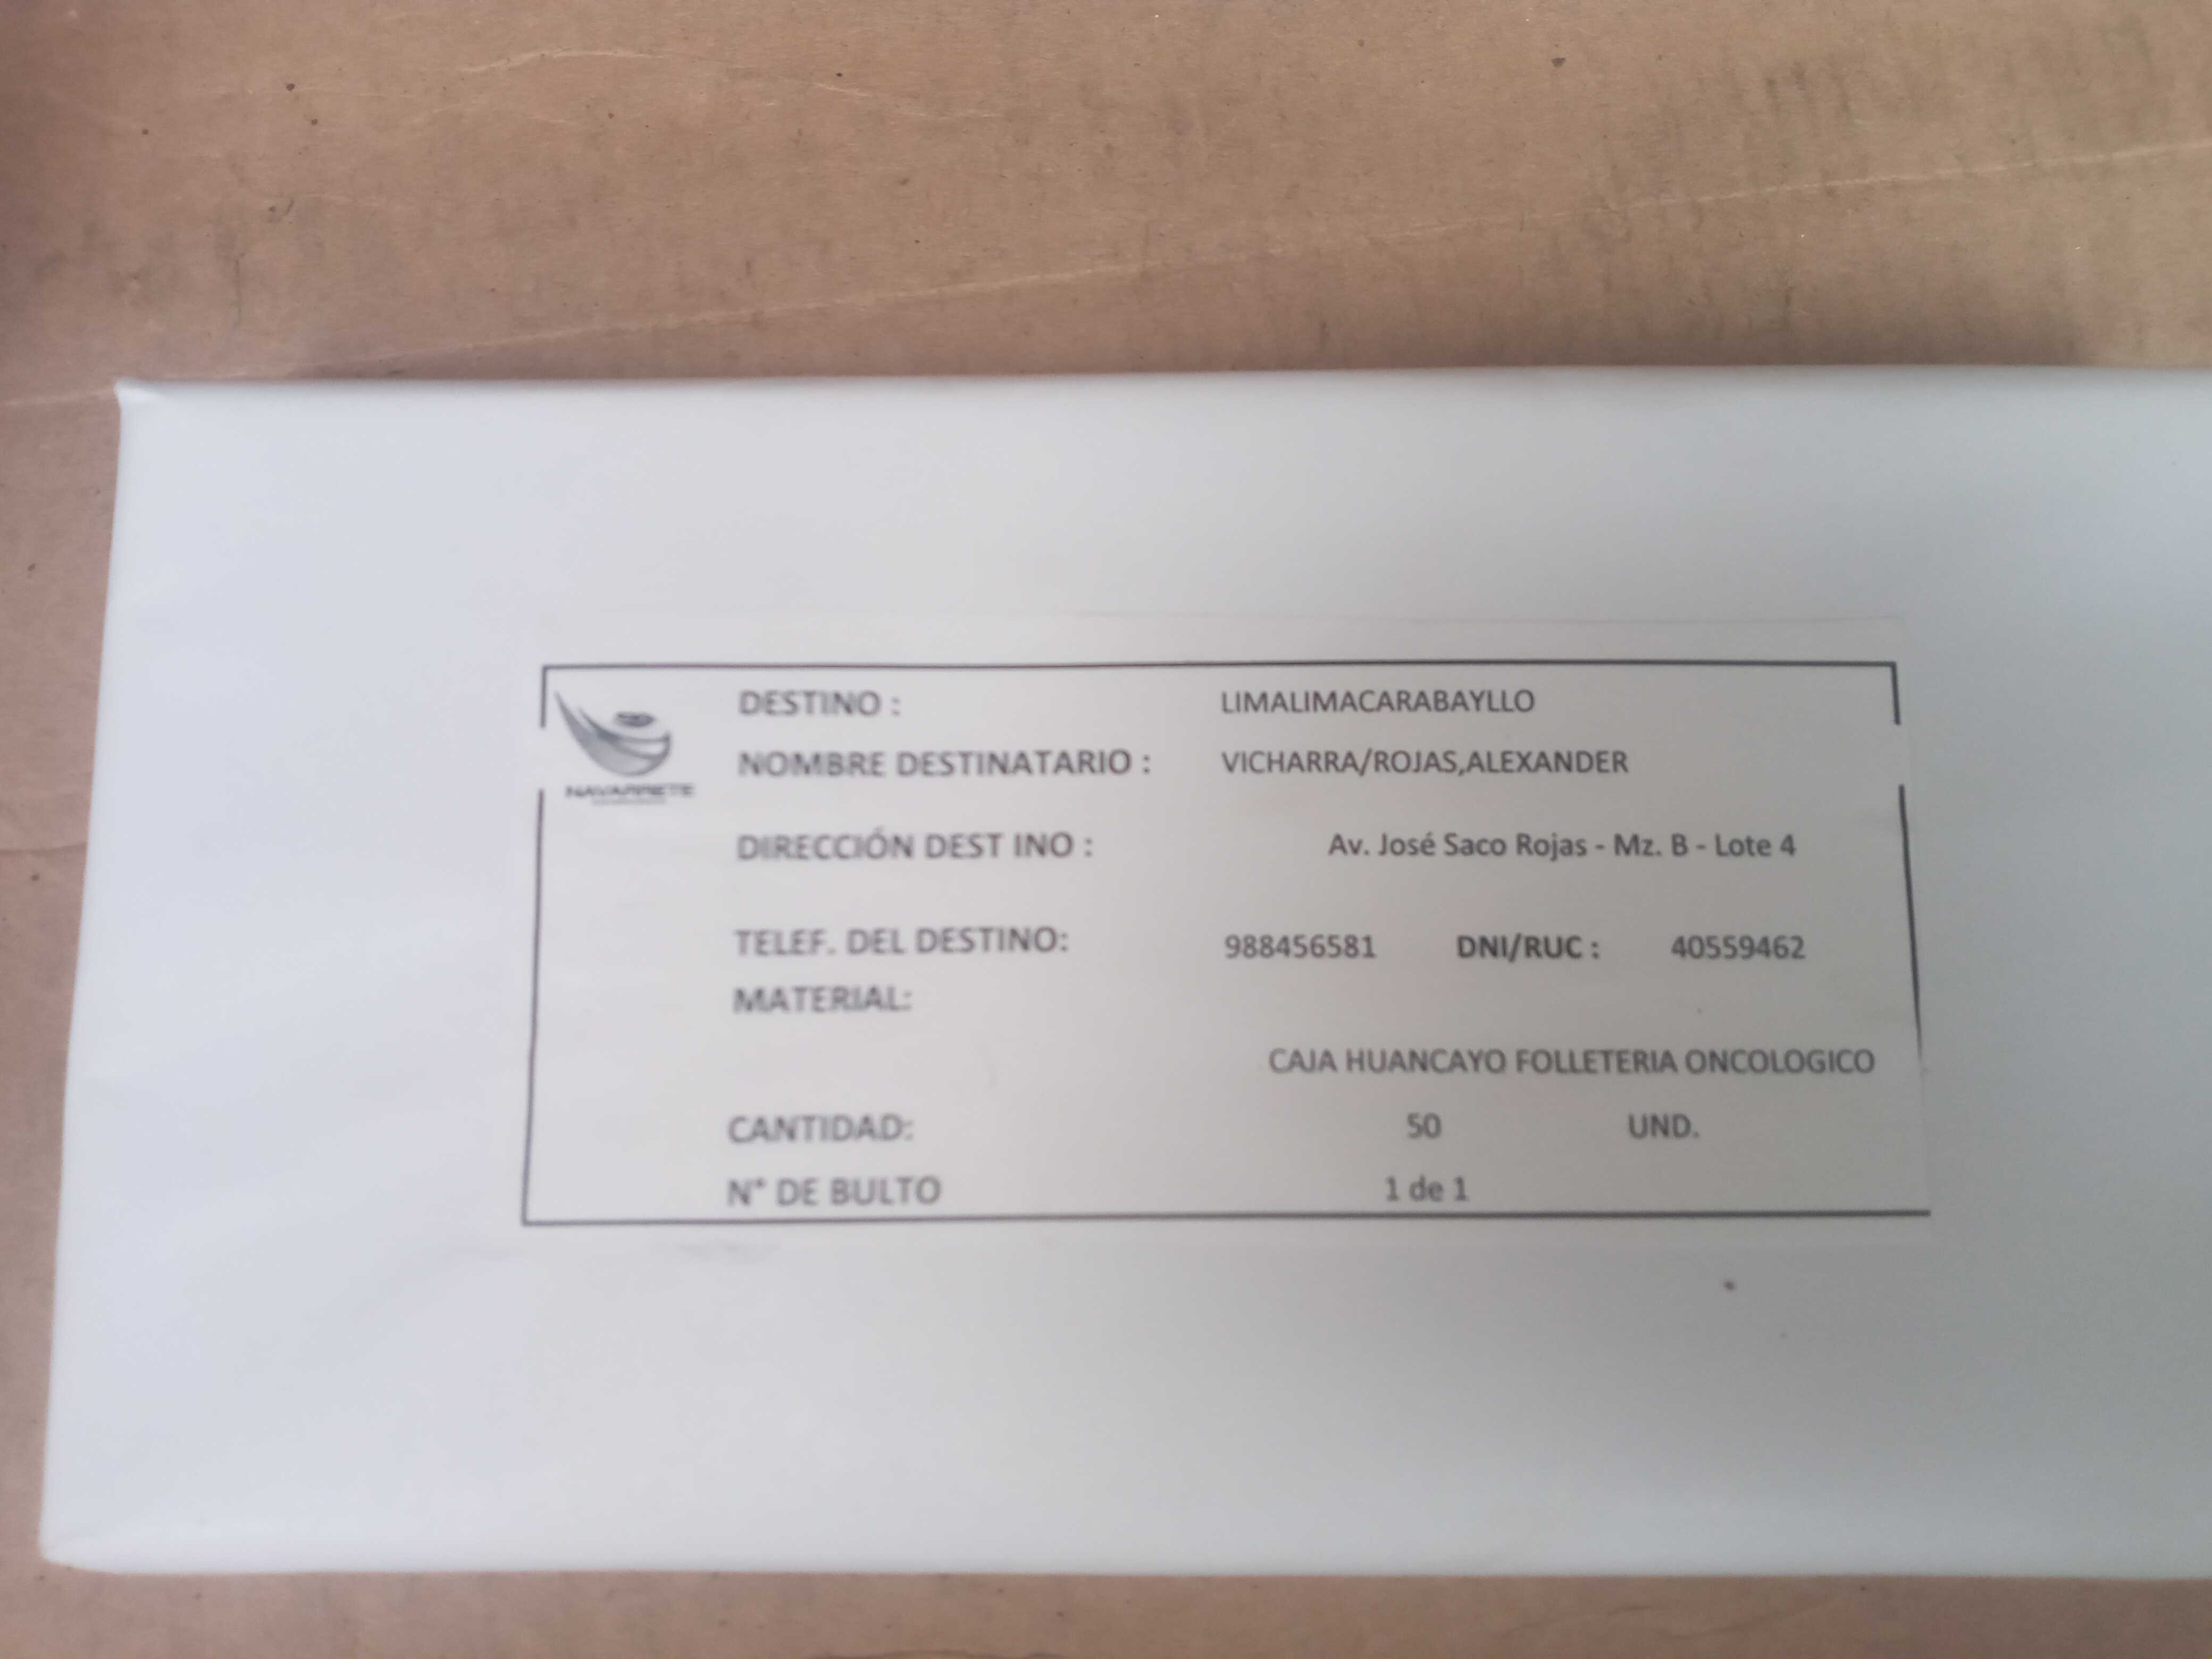 DESTINO : LIMALIMACARABAYLLO
NOMBRE DESTINATARIO : VICHARRA/ROJAS,ALEXANDER
NAVARRETE
DIRECCIÓN DEST INO : Av. José Saco Rojas - Mz. B - Lote 4
TELEF. DEL DESTINO: 988456581 DNI/RUC : 40559462
MATERIAL:
CAJA HUANCAYO FOLLETERIA ONCOLOGICO
CANTIDAD: 50 UND.
N° DE BULTO 1 de 1